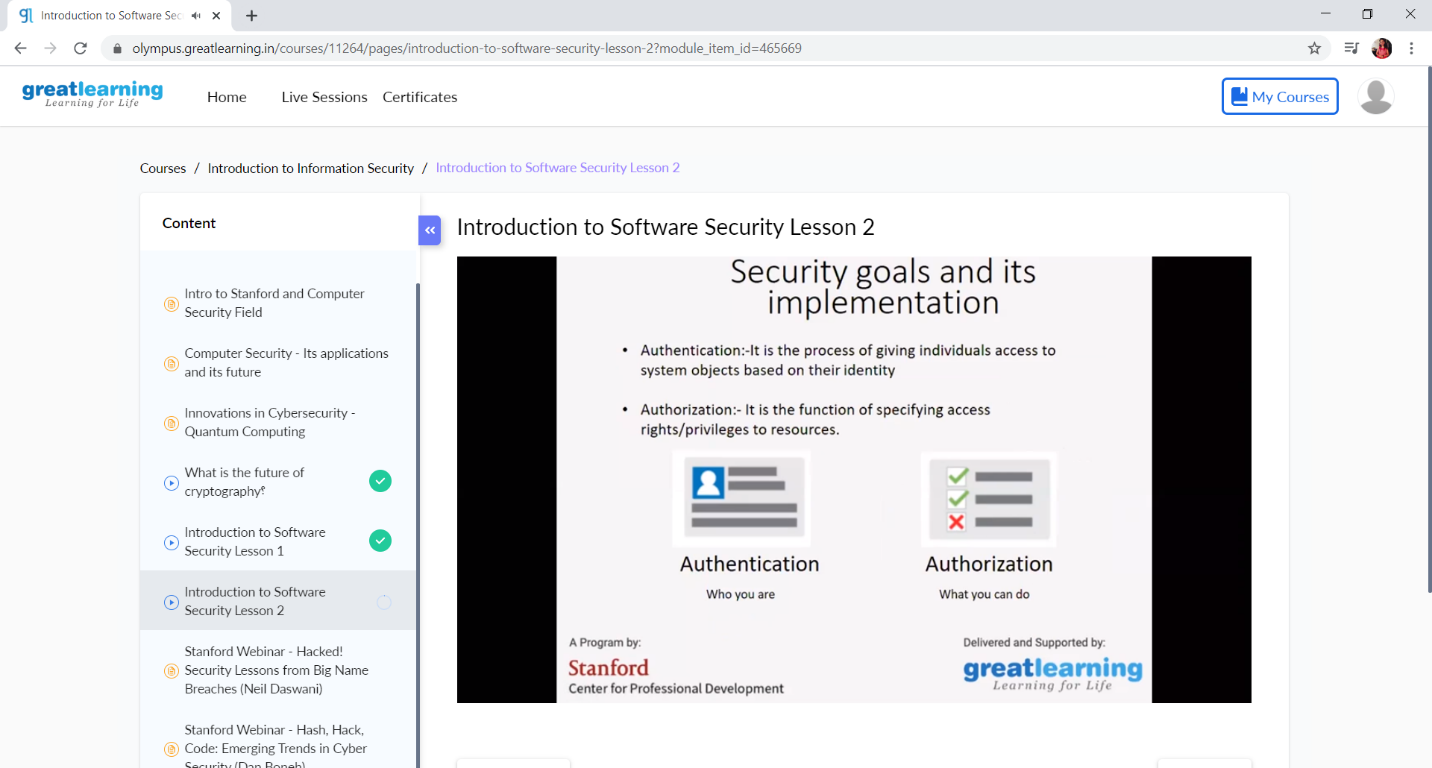 Introduction to Software Sec
olympus.greatlearning.in/courses/11264/pages/introduction-to-software-security-lesson-2?module_item_id=465669
greatlearning
Learning for Life
Home
Live Sessions
Certificates
My Courses
Courses / Introduction to Information Security / Introduction to Software Security Lesson 2
Content
Intro to Stanford and Computer
Security Field
Computer Security - Its applications
and its future
Innovations in Cybersecurity -
Quantum Computing
What is the future of
cryptography?
Introduction to Software
Security Lesson 1
Introduction to Software
Security Lesson 2
Stanford Webinar - Hacked!
Security Lessons from Big Name
Breaches (Neil Daswani)
Stanford Webinar - Hash, Hack,
Code: Emerging Trends in Cyber
Security (Dan Boneh)
Introduction to Software Security Lesson 2
Security goals and its
implementation
• Authentication:-It is the process of giving individuals access to
system objects based on their identity
• Authorization:- It is the function of specifying access
rights/privileges to resources.
Authentication
Who you are
Authorization
What you can do
A Program by:
Stanford
Center for Professional Development
Delivered and Supported by:
greatlearning
Learning for Life